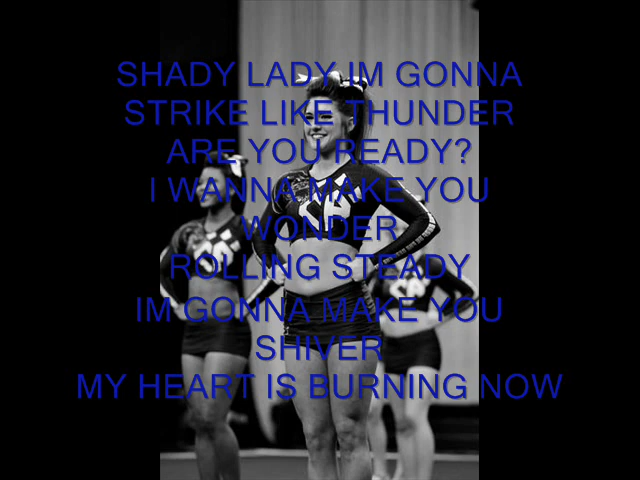 SHADY LADY IM GONNA
STRIKE LIKE THUNDER
ARE YOU READY?
I WANNA MAKE YOU
WONDER
ROLLING STEADY
IM GONNA MAKE YOU
SHIVER
MY HEART IS BURNING NOW